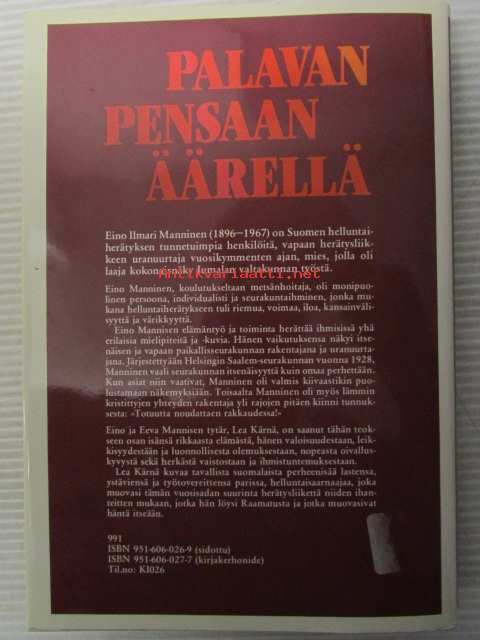 PALAVAN
PENSAAN
ÄÄRELLÄ
Eino Ilmari Manninen (1896—1967) on Suomen helluntai-
herätyksen tunnetuimpia henkilöitä, vapaan herätysliik-
keen uranuurtaja vuosikymmenten ajan, mies, jolla oli
laaja kokonaisnäky Jumalan valtakunnan työstä.
Antikvariaatti.net
Eino Manninen, koulutukseltaan metsänhoitaja, oli monipuo-
linen persoona, individualisti ja seurakuntaihminen, jonka mu-
kana helluntaiherätykseen tuli riemua, voimaa, iloa, kansainväli-
syyttä ja värikkyyttä.
Eino Mannisen elämäntyö ja toiminta herättää ihmisissä yhä
erilaisia mielipiteitä ja -kuvia. Hänen vaikutuksensa näkyi itse-
näisen ja vapaan paikallisseurakunnan rakentajana ja uranuurta-
jana. Järjestettyään Helsingin Saalem-seurakunnan vuonna 1928,
Manninen vaali seurakunnan itsenäisyyttä kuin omaa perhettään.
Kun asiat niin vaativat, Manninen oli valmis kiivaastikin puo-
lustamaan näkemyksiään. Toisaalta Manninen oli myös lämmin
kristittyjen yhteyden rakentaja yli rajojen pitäen kiinni tunnuk-
sesta: »Totuutta noudattaen rakkaudessa!»
Eino ja Eeva Mannisen tytär, Lea Kärnä, on saanut tähän teok-
seen osan isänsä rikkaasta elämästä, hänen valoisuudestaan, leik-
kisyydestään ja luonnollisesta olemuksestaan, nopeasta oivallus-
kyvystä sekä herkästä vaistostaan ja ihmistuntemuksestaan.
Lea Kärnä kuvaa tavallista suomalaista perheenisää lastensa,
ystäviensä ja työtovereittensa parissa, helluntaisaarnaajaa, joka
muovasi tämän vuosisadan suurinta herätysliikettä niiden ihan-
teitten mukaan, jotka hän löysi Raamatusta ja jotka muovasivat
häntä itseään.
991
ISBN 951-606-026-9 (sidottu)
ISBN 951-606-027-7 (kirjakerhonide)
Til.no: KI026